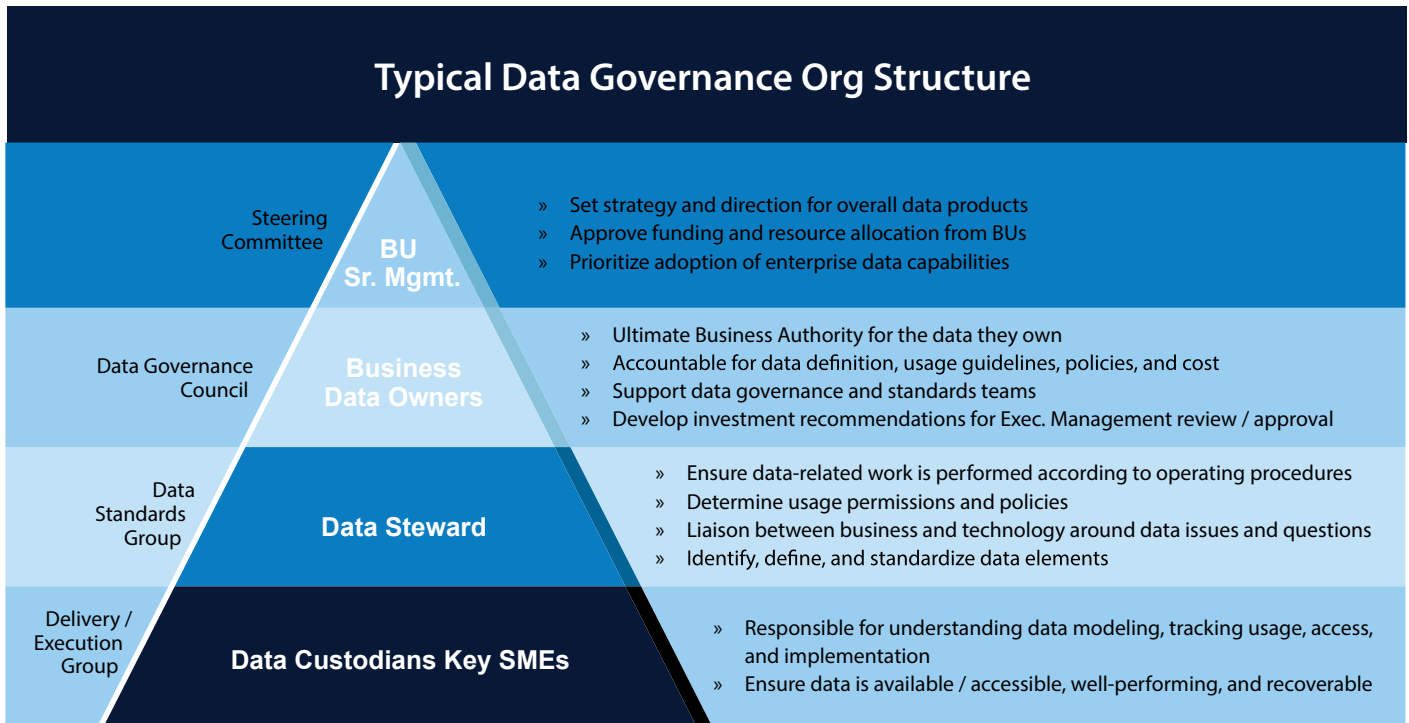 Typical Data Governance Org Structure
Steering
Committee
BU
Sr. Mgmt.
» Set strategy and direction for overall data products
» Approve funding and resource allocation from BUs
» Prioritize adoption of enterprise data capabilities
Data Governance
Council
Business
Data Owners
» Ultimate Business Authority for the data they own
» Accountable for data definition, usage guidelines, policies, and cost
» Support data governance and standards teams
» Develop investment recommendations for Exec. Management review / approval
Data
Standards
Group
Data Steward
» Ensure data-related work is performed according to operating procedures
» Determine usage permissions and policies
» Liaison between business and technology around data issues and questions
» Identify, define, and standardize data elements
Delivery /
Execution
Group
Data Custodians Key SMEs
» Responsible for understanding data modeling, tracking usage, access,
and implementation
» Ensure data is available / accessible, well-performing, and recoverable